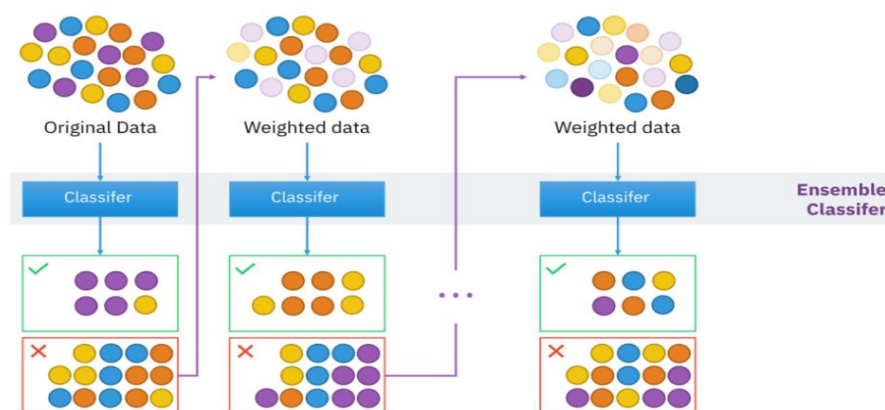 Original Data
Weighted data
Weighted data
Classifer
Classifer
Classifer
Ensemble
Classifer
...